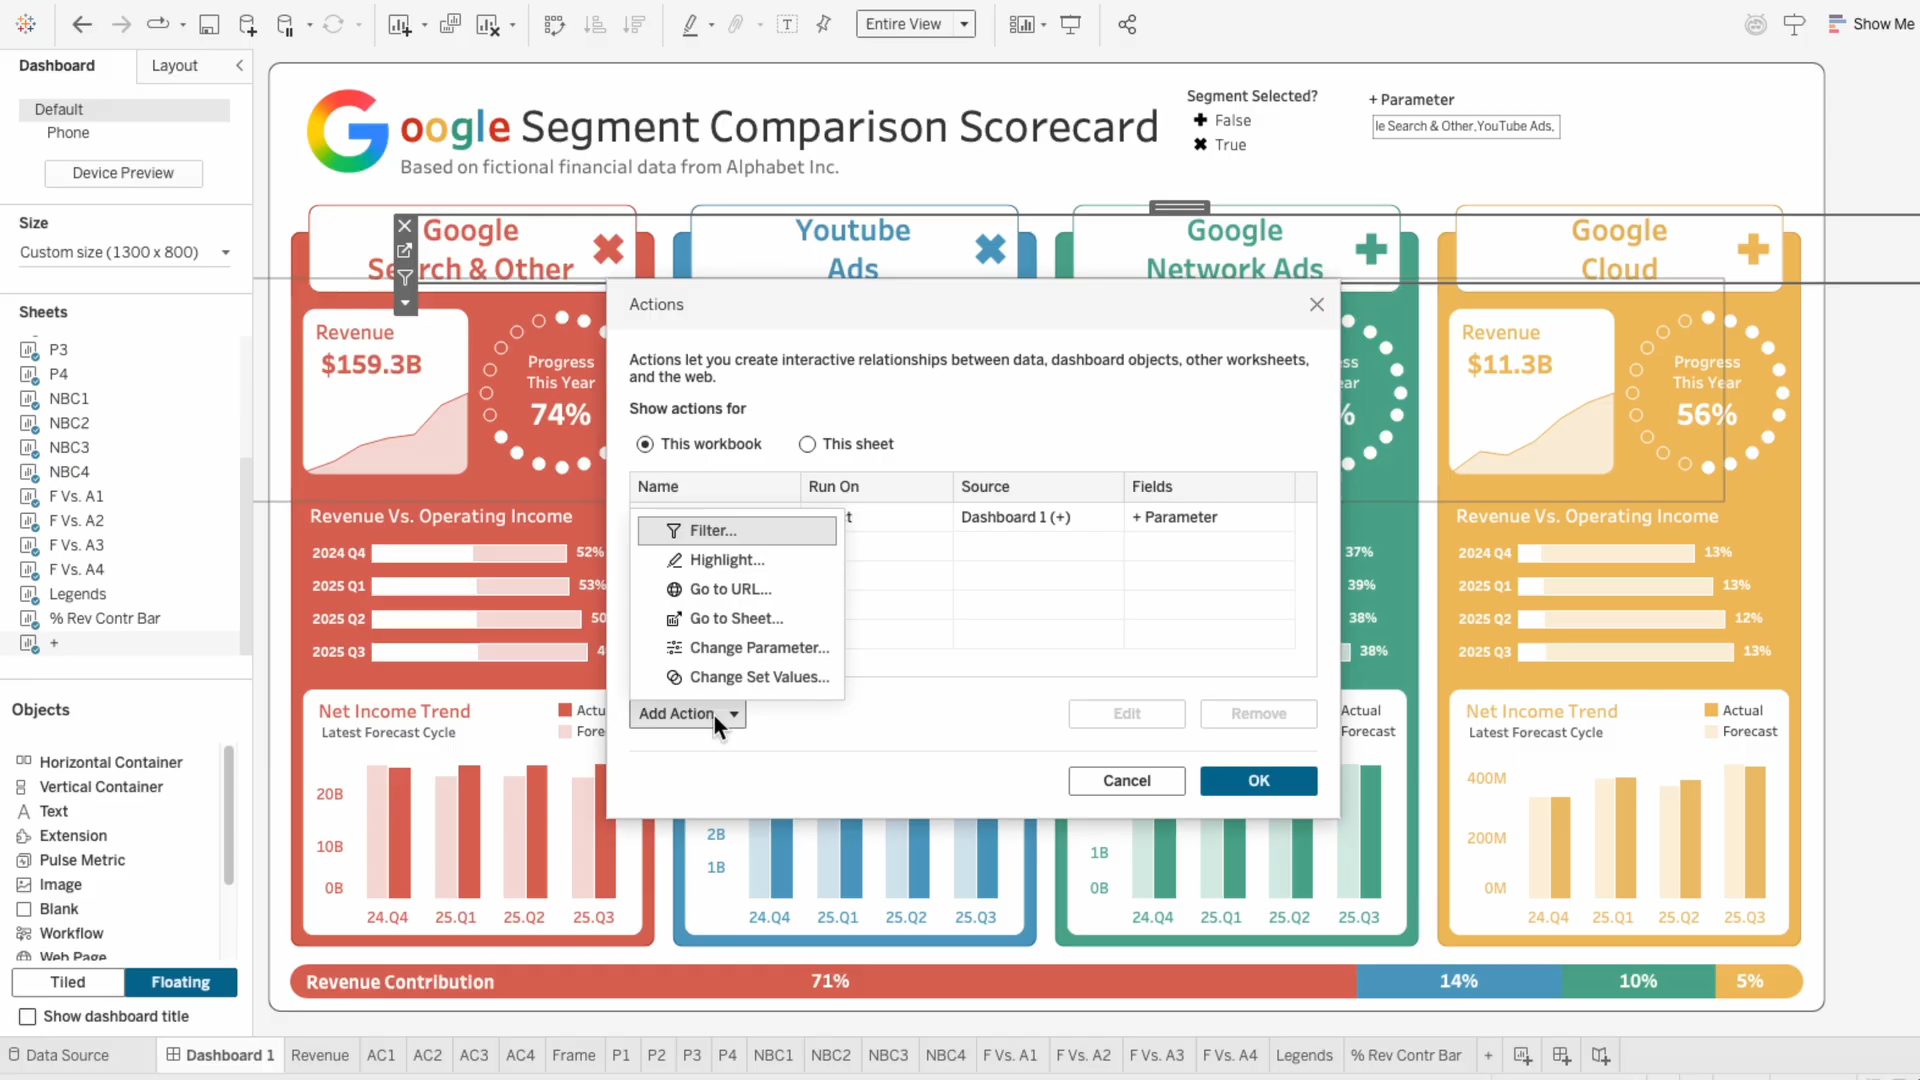 Entire View
Show Me
Dashboard
Layout
Default
Phone
Device Preview
Size
Custom size (1300 x 800)
Sheets
P3
P4
NBC1
NBC2
NBC3
NBC4
F Vs. A1
F Vs. A2
F Vs. A3
F Vs. A4
Legends
% Rev Contr Bar
+
Objects
Horizontal Container
Vertical Container
Text
Extension
Pulse Metric
Image
Blank
Workflow
Web Page
Tiled
Floating
Show dashboard title
Google Segment Comparison Scorecard
Based on fictional financial data from Alphabet Inc.
Segment Selected?
False
True
+ Parameter
le Search & Other,YouTube Ads,
Google
Search & Other
Youtube
Ads
Google
Network Ads
Google
Cloud
Revenue
$159.3B
Progress
This Year
74%
Revenue Vs. Operating Income
2024 Q4 52%
2025 Q1 53%
2025 Q2 50
2025 Q3 4
Net Income Trend
Latest Forecast Cycle
Actu
Fore
20B
10B
0B
24.Q4 25.Q1 25.Q2 25.Q3
Actions
Actions let you create interactive relationships between data, dashboard objects, other worksheets,
and the web.
Show actions for
This workbook
This sheet
Name Run On Source Fields
t Dashboard 1 (+) + Parameter
Filter...
Highlight...
Go to URL...
Go to Sheet...
Change Parameter...
Change Set Values...
Add Action
Edit
Remove
Cancel
OK
2B
1B
24.Q4 25.Q1 25.Q2 25.Q3
ss
ear
%
37%
39%
38%
38%
Actual
Forecast
1B
0B
24.Q4 25.Q1 25.Q2 25.Q3
Revenue
$11.3B
Progress
This Year
56%
Revenue Vs. Operating Income
2024 Q4 13%
2025 Q1 13%
2025 Q2 12%
2025 Q3 13%
Net Income Trend
Latest Forecast Cycle
Actual
Forecast
400M
200M
0M
24.Q4 25.Q1 25.Q2 25.Q3
Revenue Contribution 71% 14% 10% 5%
Data Source Dashboard 1 Revenue AC1 AC2 AC3 AC4 Frame P1 P2 P3 P4 NBC1 NBC2 NBC3 NBC4 F Vs. A1 F Vs. A2 F Vs. A3 F Vs. A4 Legends % Rev Contr Bar +